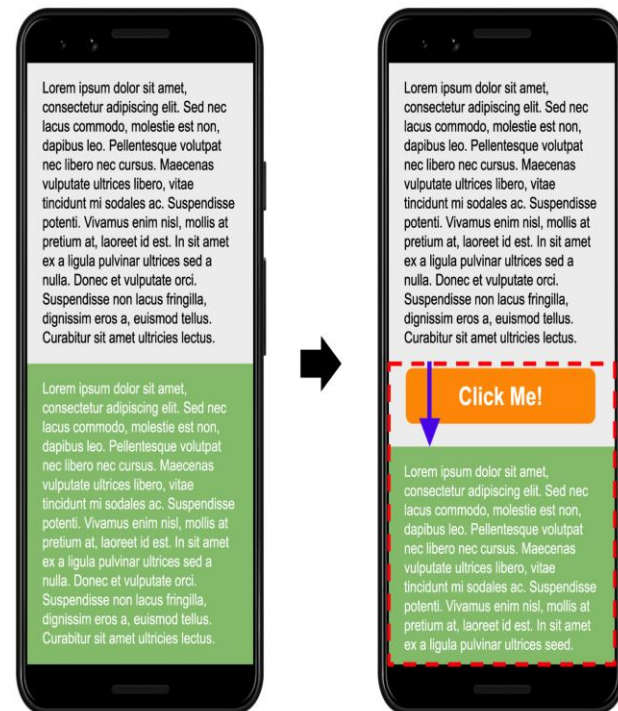 Lorem ipsum dolor sit amet,
consectetur adipiscing elit. Sed nec
lacus commodo, molestie est non,
dapibus leo. Pellentesque volutpat
nec libero nec cursus. Maecenas
vulputate ultrices libero, vitae
tincidunt mi sodales ac. Suspendisse
potenti. Vivamus enim nisl, mollis at
pretium at, laoreet id est. In sit amet
ex a ligula pulvinar ultrices sed a
nulla. Donec et vulputate orci.
Suspendisse non lacus fringilla,
dignissim eros a, euismod tellus.
Curabitur sit amet ultricies lectus.
Lorem ipsum dolor sit amet,
consectetur adipiscing elit. Sed nec
lacus commodo, molestie est non,
dapibus leo. Pellentesque volutpat
nec libero nec cursus. Maecenas
vulputate ultrices libero, vitae
tincidunt mi sodales ac. Suspendisse
potenti. Vivamus enim nisl, mollis at
pretium at, laoreet id est. In sit amet
ex a ligula pulvinar ultrices sed a
nulla. Donec et vulputate orci.
Suspendisse non lacus fringilla,
dignissim eros a, euismod tellus.
Curabitur sit amet ultricies lectus.
Lorem ipsum dolor sit amet,
consectetur adipiscing elit. Sed nec
lacus commodo, molestie est non,
dapibus leo. Pellentesque volutpat
nec libero nec cursus. Maecenas
vulputate ultrices libero, vitae
tincidunt mi sodales ac. Suspendisse
potenti. Vivamus enim nisl, mollis at
pretium at, laoreet id est. In sit amet
ex a ligula pulvinar ultrices sed a
nulla. Donec et vulputate orci.
Suspendisse non lacus fringilla,
dignissim eros a, euismod tellus.
Curabitur sit amet ultricies lectus.
Click Me!
Lorem ipsum dolor sit amet,
consectetur adipiscing elit. Sed nec
lacus commodo, molestie est non,
dapibus leo. Pellentesque volutpat
nec libero nec cursus. Maecenas
vulputate ultrices libero, vitae
tincidunt mi sodales ac. Suspendisse
potenti. Vivamus enim nisl, mollis at
pretium at, laoreet id est. In sit amet
ex a ligula pulvinar ultrices seed.